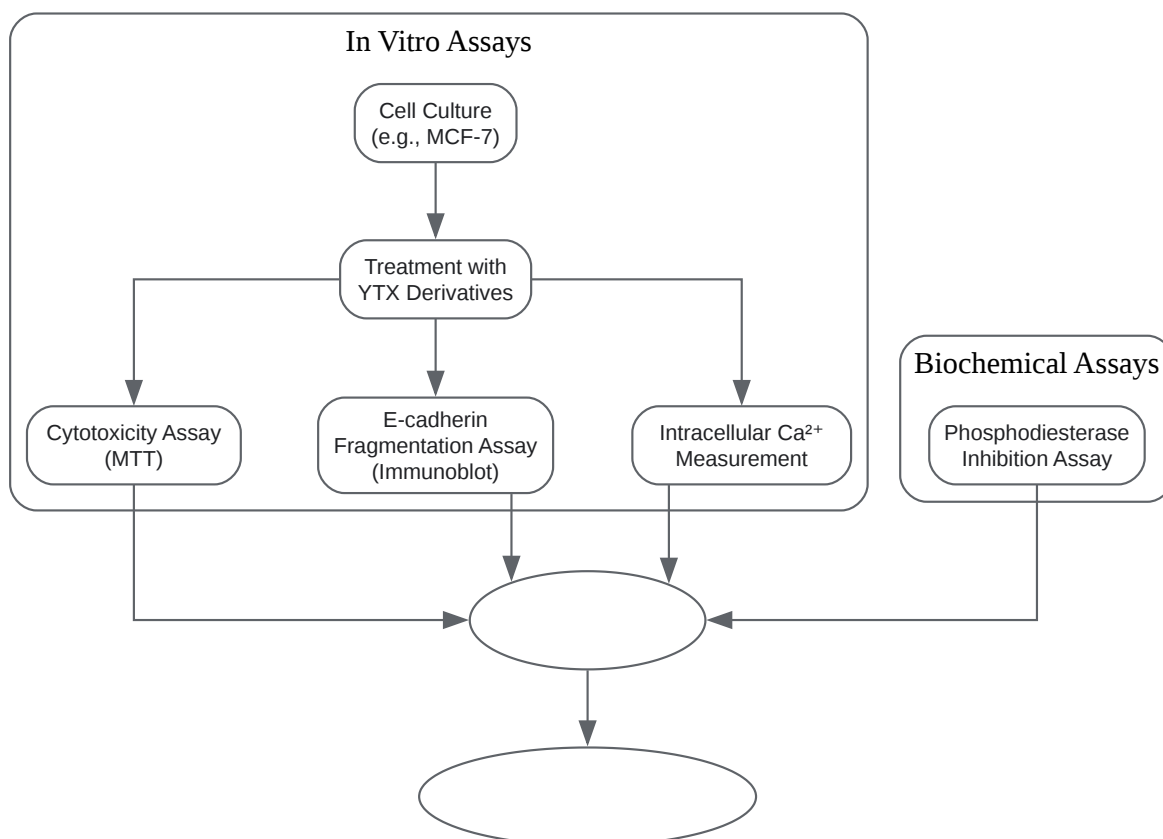 In Vitro Assays
Cell Culture
(e.g., MCF-7)
Treatment with
YTX Derivatives
Cytotoxicity Assay
(MTT)
E-cadherin
Fragmentation Assay
(Immunoblot)
Intracellular Ca²⁺
Measurement
Biochemical Assays
Phosphodiesterase
Inhibition Assay